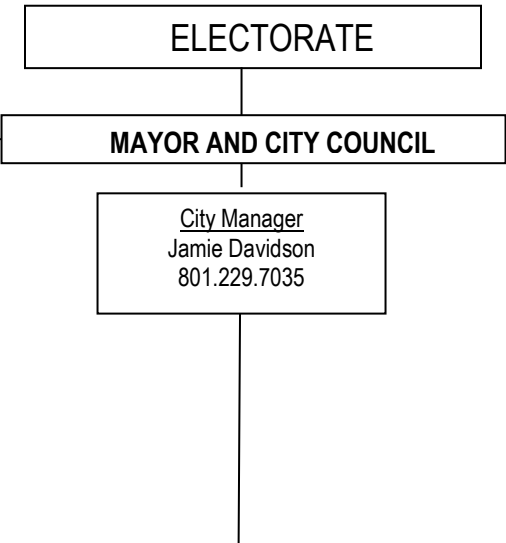 ELECTORATE
MAYOR AND CITY COUNCIL
City Manager
Jamie Davidson
801.229.7035